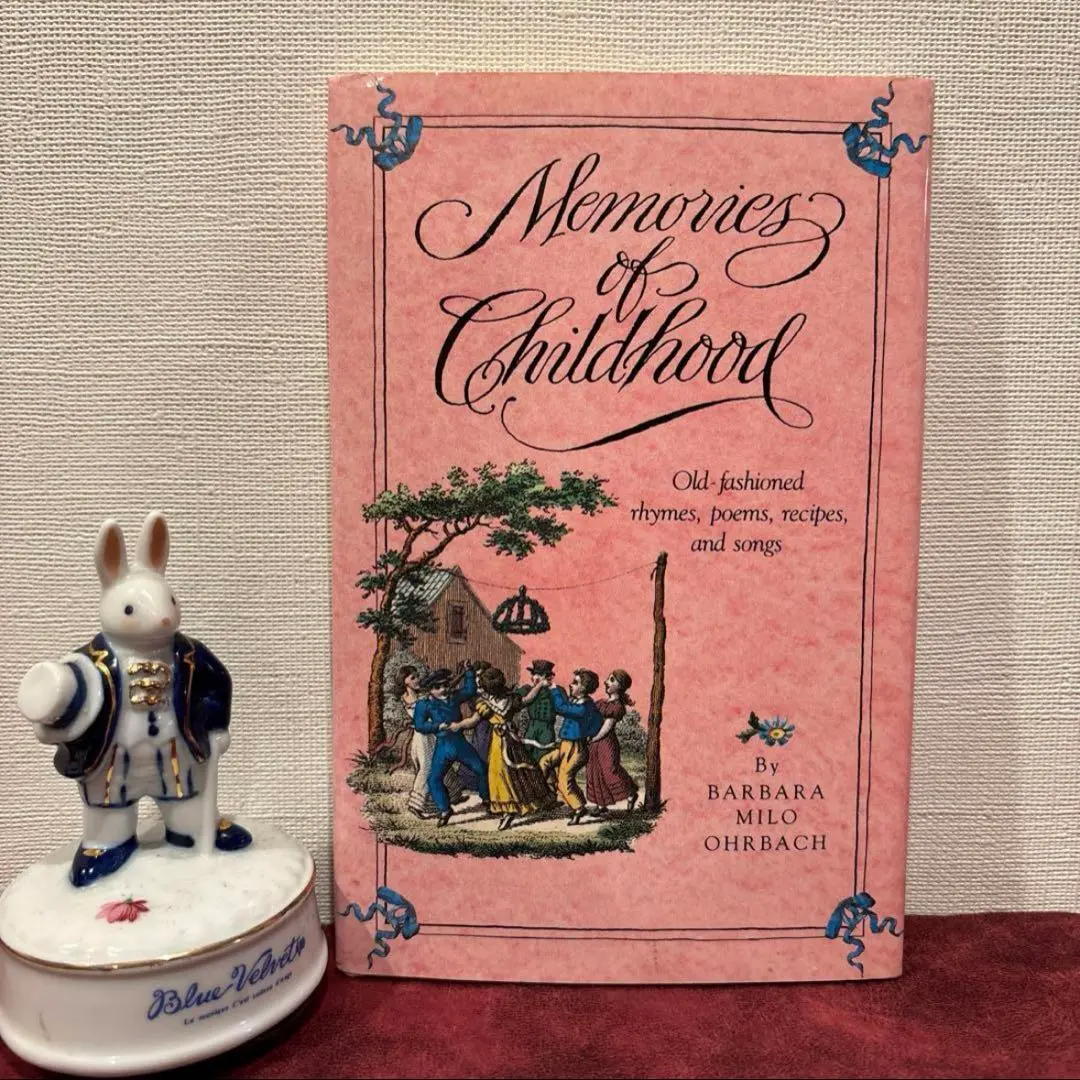 Memories
of
Childhood
Old-fashioned
rhymes, poems, recipes,
and songs
By
BARBARA
MILO
OHRBACH
Blue-Velvet